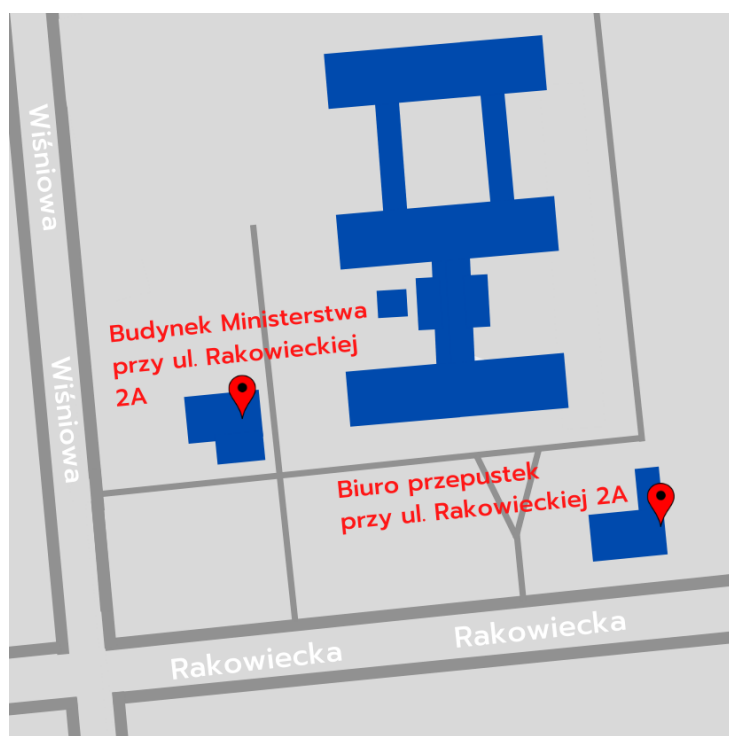 Wiśniowa
Budynek Ministerstwa
przy ul. Rakowieckiej
2A
Wiśniowa
Biuro przepustek
przy ul. Rakowieckiej 2A
Rakowiecka
Rakowiecka